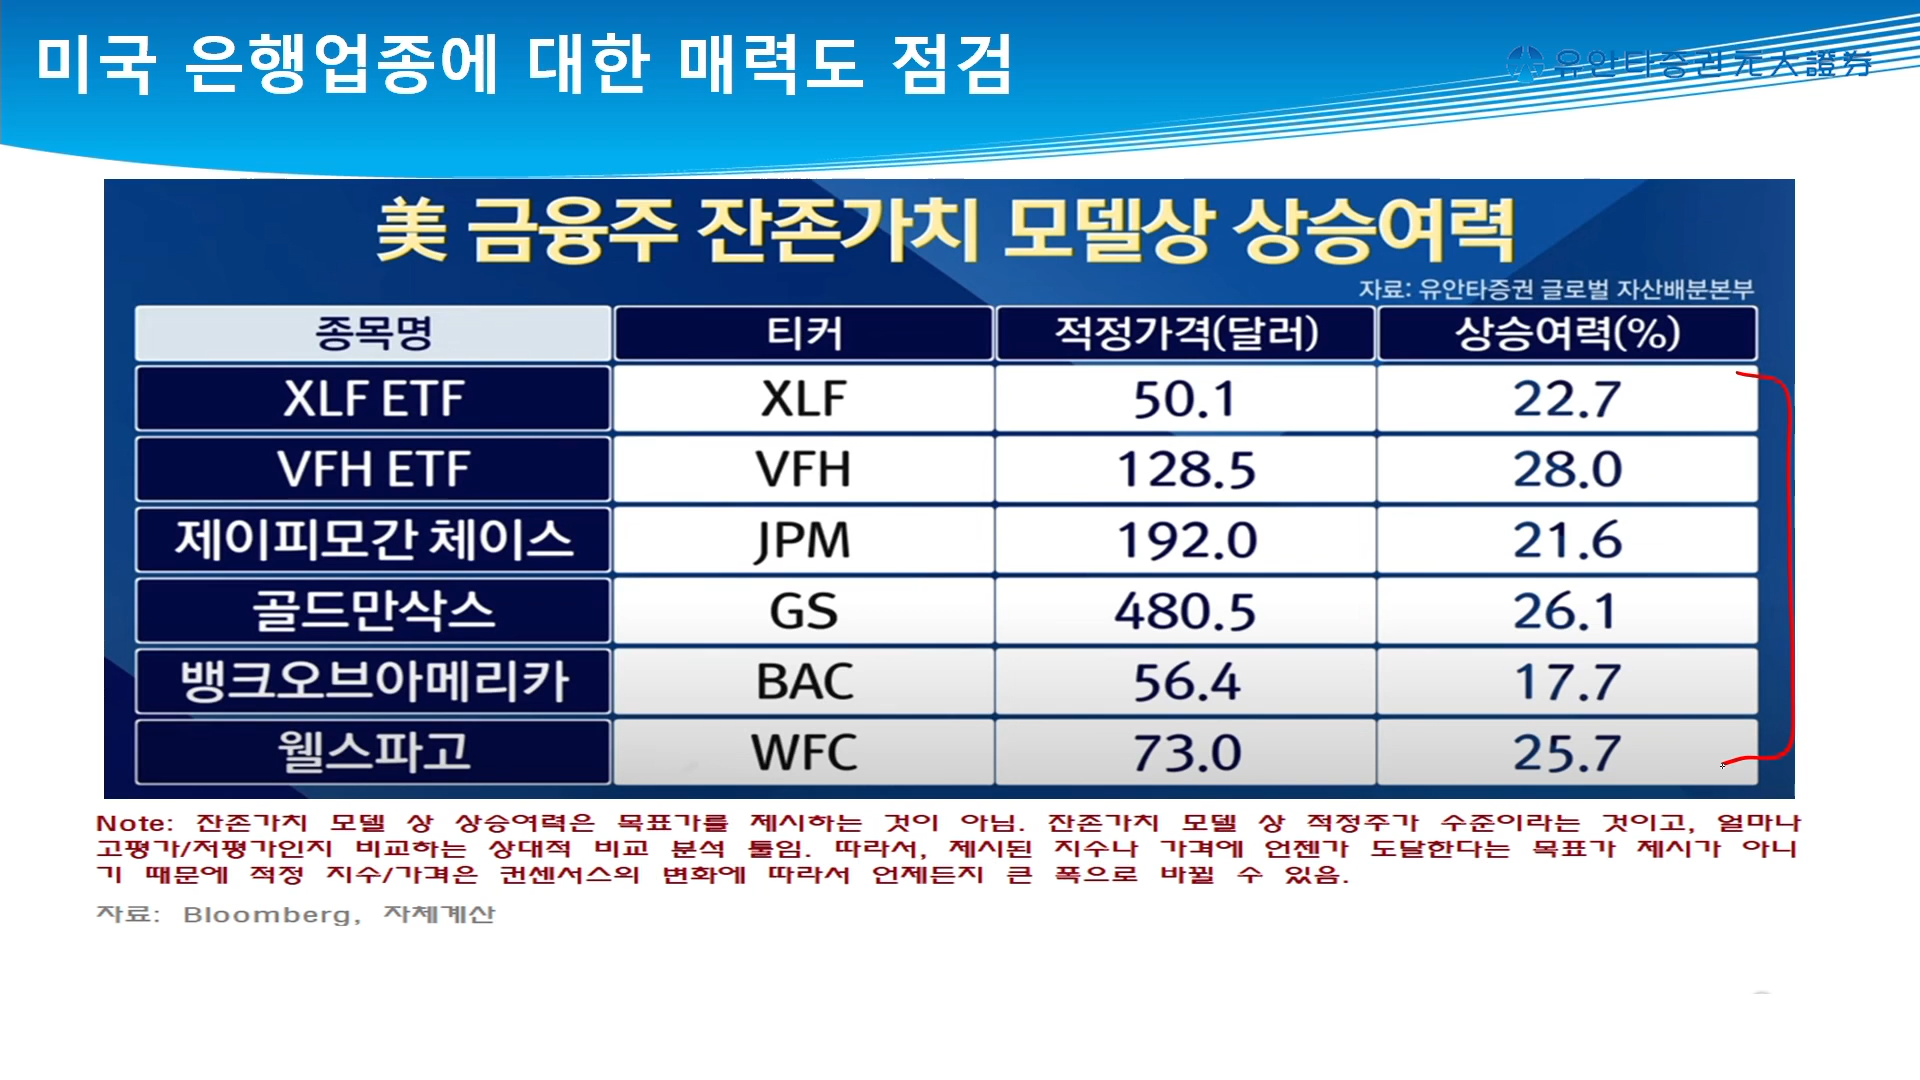 미국 은행업종에 대한 매력도 점검
유안타증권 元大證券
美 금융주 잔존가치 모델상 상승여력
자료: 유안타증권 글로벌 자산배분본부
종목명 티커 적정가격(달러) 상승여력(%)
XLF ETF XLF 50.1 22.7
VFH ETF VFH 128.5 28.0
제이피모간 체이스 JPM 192.0 21.6
골드만삭스 GS 480.5 26.1
뱅크오브아메리카 BAC 56.4 17.7
웰스파고 WFC 73.0 25.7
Note: 잔존가치 모델 상 상승여력은 목표가를 제시하는 것이 아님. 잔존가치 모델 상 적정주가 수준이라는 것이고, 얼마나
고평가/저평가인지 비교하는 상대적 비교 분석 툴임. 따라서, 제시된 지수나 가격에 언젠가 도달한다는 목표가 제시가 아니
기 때문에 적정 지수/가격은 컨센서스의 변화에 따라서 언제든지 큰 폭으로 바뀔 수 있음.
자료: Bloomberg, 자체계산